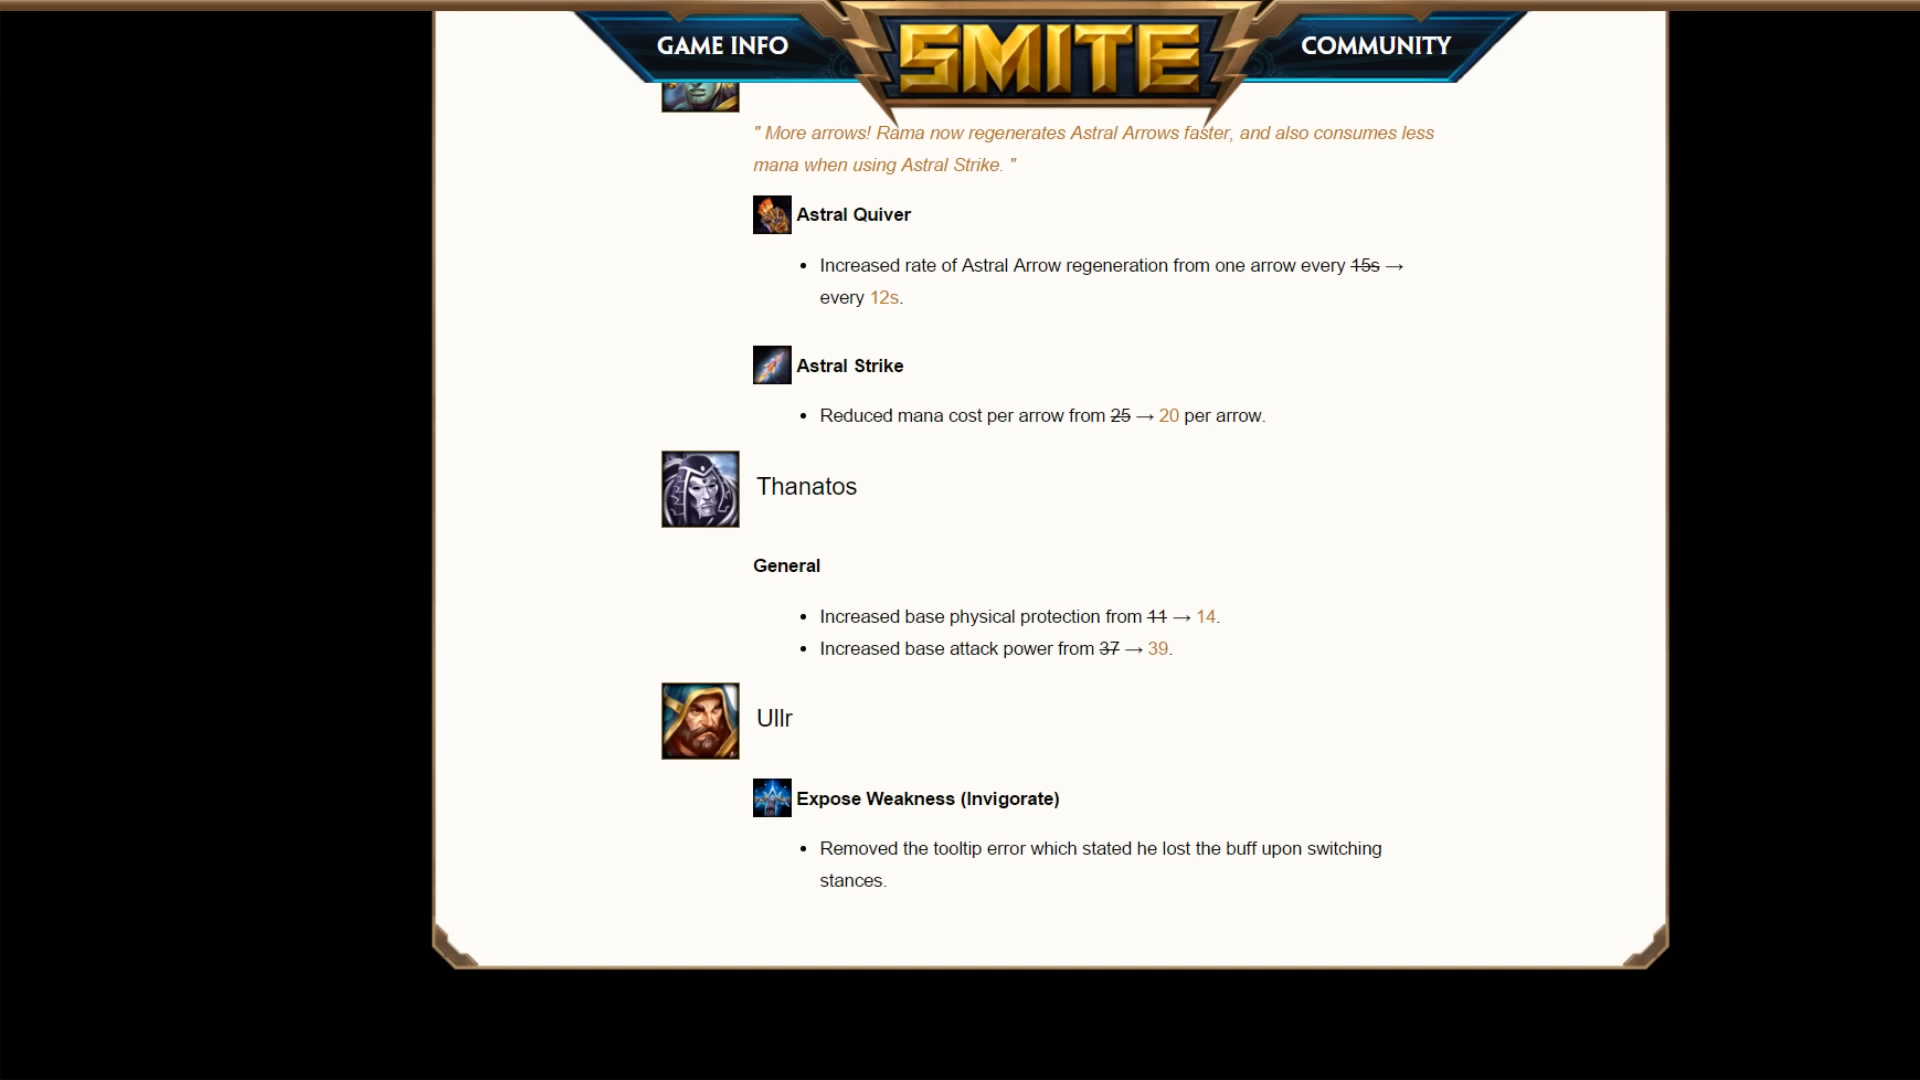 GAME INFO
SMITE
COMMUNITY
" More arrows! Rama now regenerates Astral Arrows faster, and also consumes less
mana when using Astral Strike. "
Astral Quiver
• Increased rate of Astral Arrow regeneration from one arrow every 15s →
every 12s.
Astral Strike
• Reduced mana cost per arrow from 25 → 20 per arrow.
Thanatos
General
• Increased base physical protection from 11 → 14.
• Increased base attack power from 37 → 39.
Ullr
Expose Weakness (Invigorate)
• Removed the tooltip error which stated he lost the buff upon switching
stances.